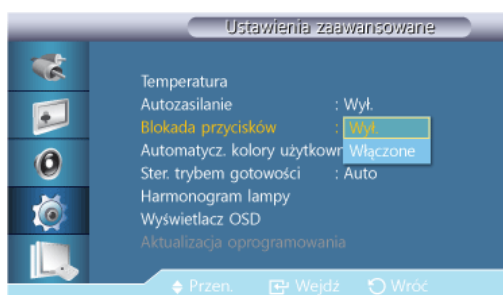 Ustawienia zaawansowane
Temperatura
Autozasilanie : Wył.
Blokada przycisków : Wył.
Automatycz. kolory użytkown Włączone
Ster. trybem gotowości : Auto
Harmonogram lampy
Wyświetlacz OSD
Aktualizacja oprogramowania
Przen. Wejdź Wróć